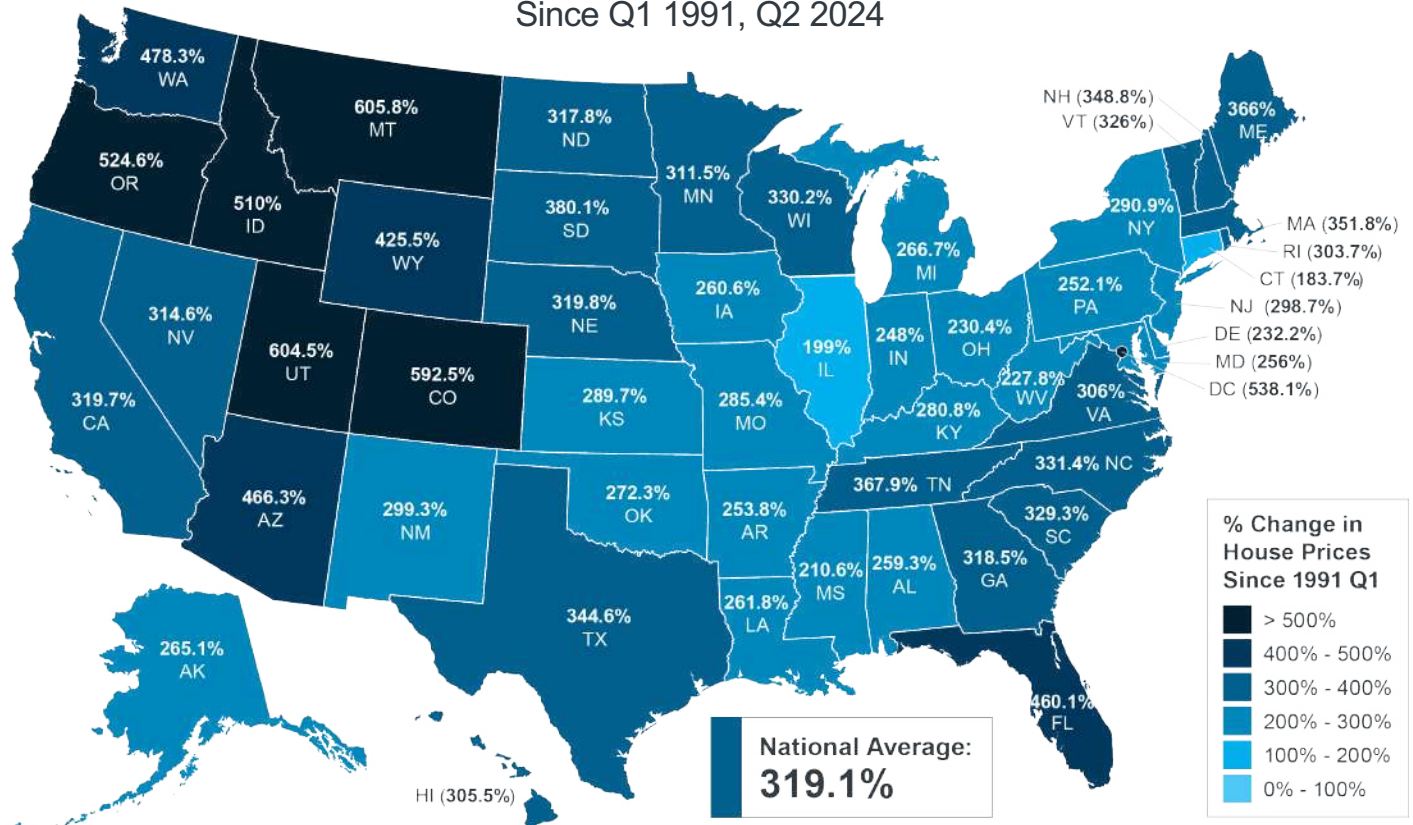 Since Q1 1991, Q2 2024
478.3%
WA
605.8%
MT
317.8%
ND
NH (348.8%)
VT (326%)
366%
ME
524.6%
OR
510%
ID
311.5%
MN
330.2%
WI
380.1%
SD
425.5%
WY
290.9%
NY
MA (351.8%)
RI (303.7%)
CT (183.7%)
NJ (298.7%)
DE (232.2%)
MD (256%)
DC (538.1%)
266.7%
MI
260.6%
IA
252.1%
PA
314.6%
NV
319.8%
NE
604.5%
UT
592.5%
CO
199%
IL
248%
IN
230.4%
OH
227.8%
WV
306%
VA
319.7%
CA
289.7%
KS
285.4%
MO
280.8%
KY
331.4% NC
367.9% TN
466.3%
AZ
299.3%
NM
272.3%
OK
253.8%
AR
329.3%
SC
210.6%
MS
259.3%
AL
318.5%
GA
344.6%
TX
261.8%
LA
460.1%
FL
265.1%
AK
HI (305.5%)
National Average:
319.1%
% Change in
House Prices
Since 1991 Q1
> 500%
400% - 500%
300% - 400%
200% - 300%
100% - 200%
0% - 100%